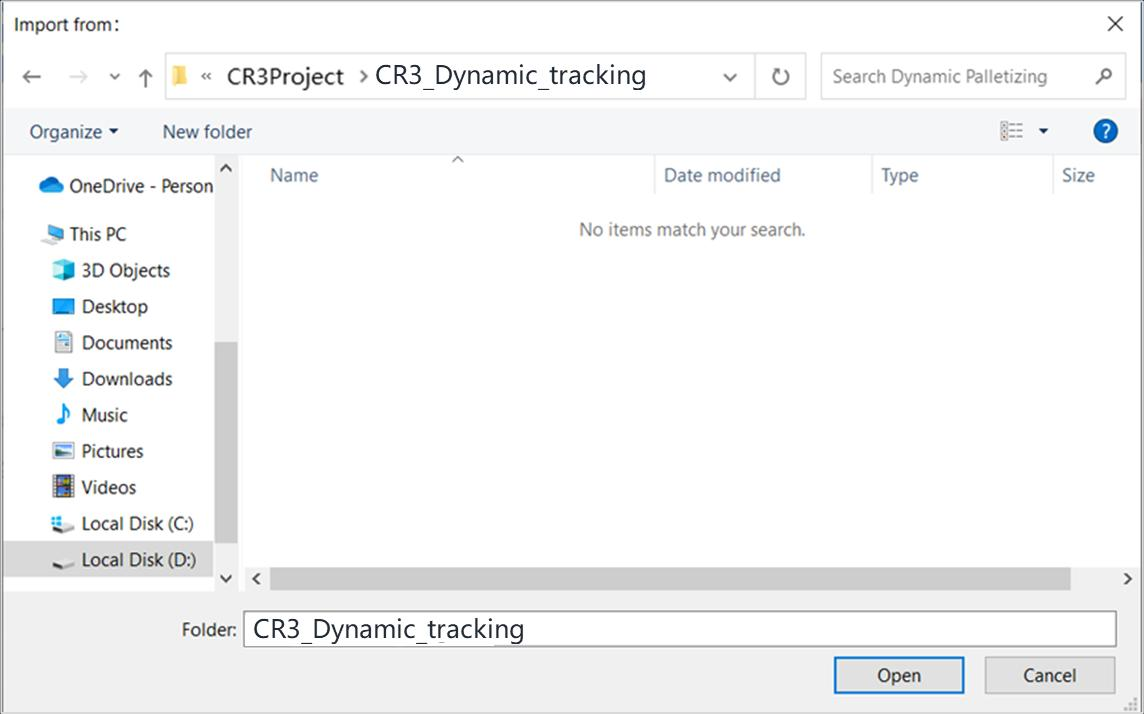 Import from:
« CR3Project > CR3_Dynamic_tracking
Search Dynamic Palletizing
Organize
New folder
?
OneDrive - Person
This PC
3D Objects
Desktop
Documents
Downloads
Music
Pictures
Videos
Local Disk (C:)
Local Disk (D:)
Name
Date modified
Type
Size
No items match your search.
Folder: CR3_Dynamic_tracking
Open
Cancel